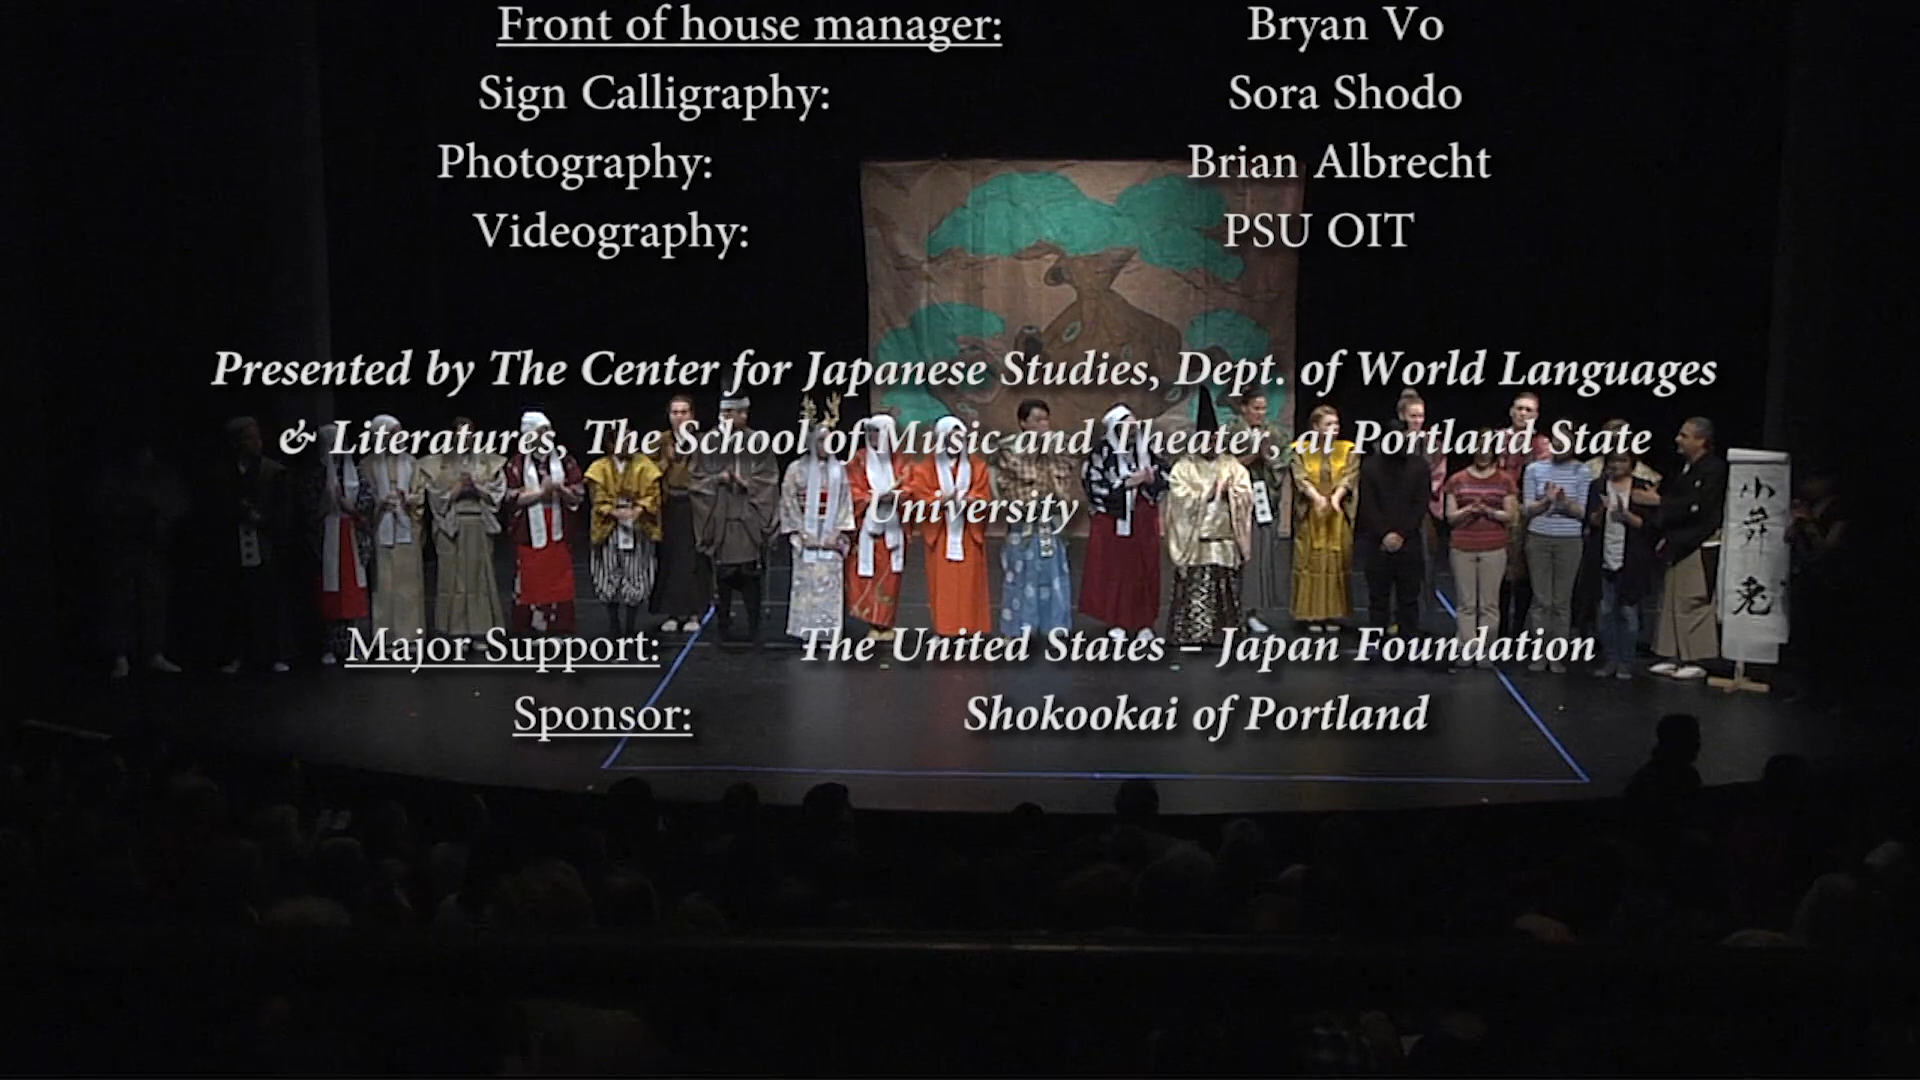 Front of house manager: Bryan Vo
Sign Calligraphy: Sora Shodo
Photography: Brian Albrecht
Videography: PSU OIT
Presented by The Center for Japanese Studies, Dept. of World Languages
& Literatures, The School of Music and Theater, at Portland State
University
Major Support: The United States – Japan Foundation
Sponsor: Shokookai of Portland
小
舞